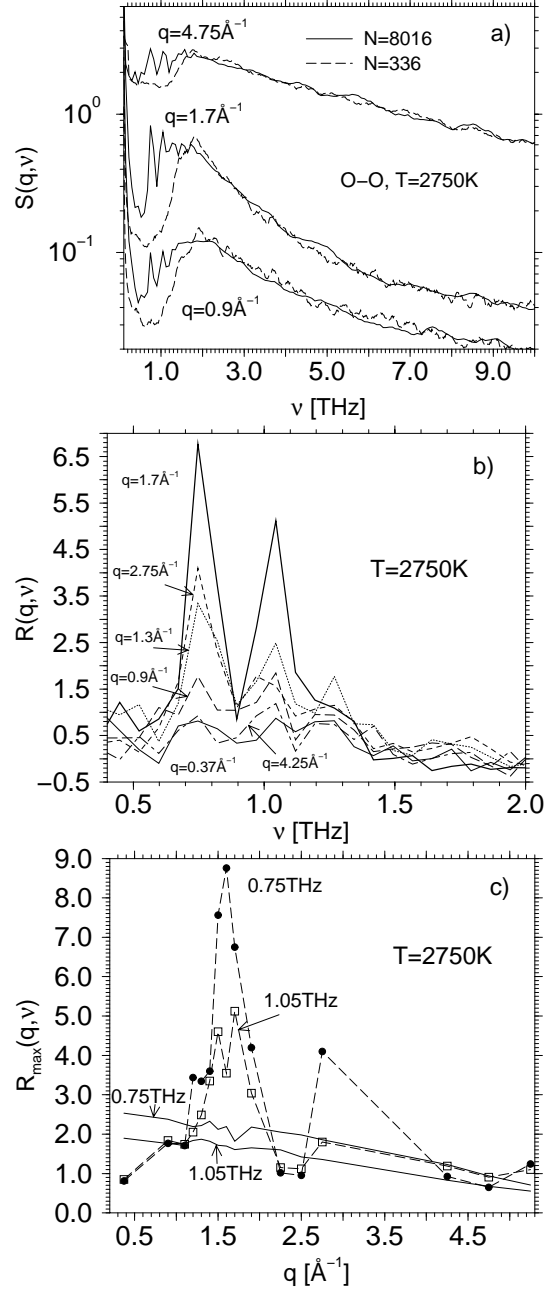 q=4.75Å⁻¹
N=8016
a)
N=336
q=1.7Å⁻¹
10⁰
S(q,ν)
O−O, T=2750K
10⁻¹
q=0.9Å⁻¹
1.0 3.0 5.0 7.0 9.0
ν [THz]
6.5
b)
q=1.7Å⁻¹
5.5
4.5
T=2750K
q=2.75Å⁻¹
R(q,ν)
3.5
q=1.3Å⁻¹
2.5
q=0.9Å⁻¹
1.5
0.5
q=0.37Å⁻¹
q=4.25Å⁻¹
−0.5
0.5 1.0 1.5 2.0
ν [THz]
9.0
0.75THz
c)
8.0
7.0
T=2750K
6.0
1.05THz
5.0
Rmax(q,ν)
4.0
3.0
0.75THz
2.0
1.0
1.05THz
0.0
0.5 1.5 2.5 3.5 4.5
q [Å⁻¹]